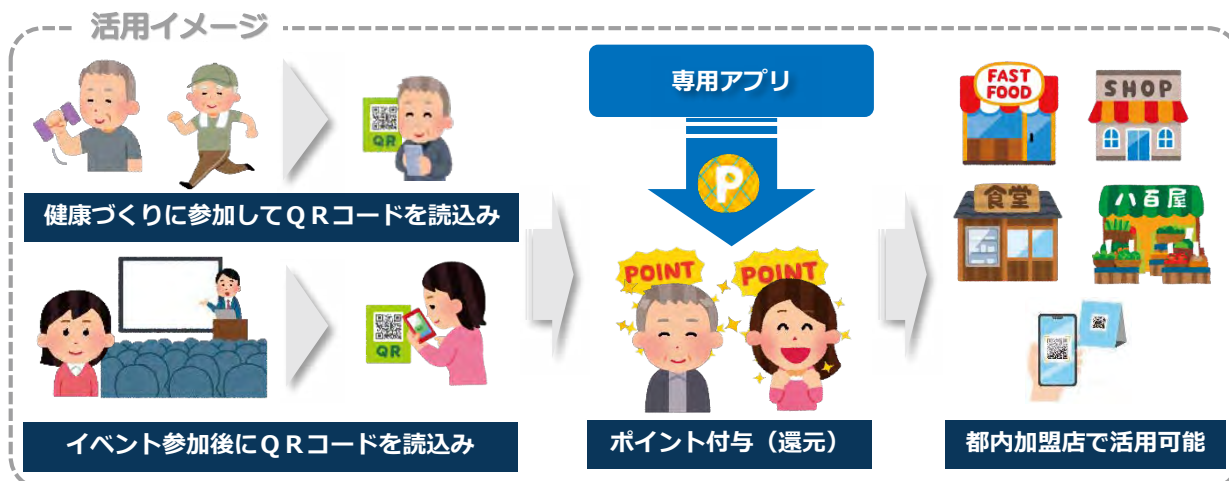 活用イメージ
QR
健康づくりに参加してＱＲコードを読込み
QR
イベント参加後にＱＲコードを読込み
専用アプリ
P
POINT
POINT
ポイント付与（還元）
FAST
FOOD
SHOP
食堂
八百屋
都内加盟店で活用可能